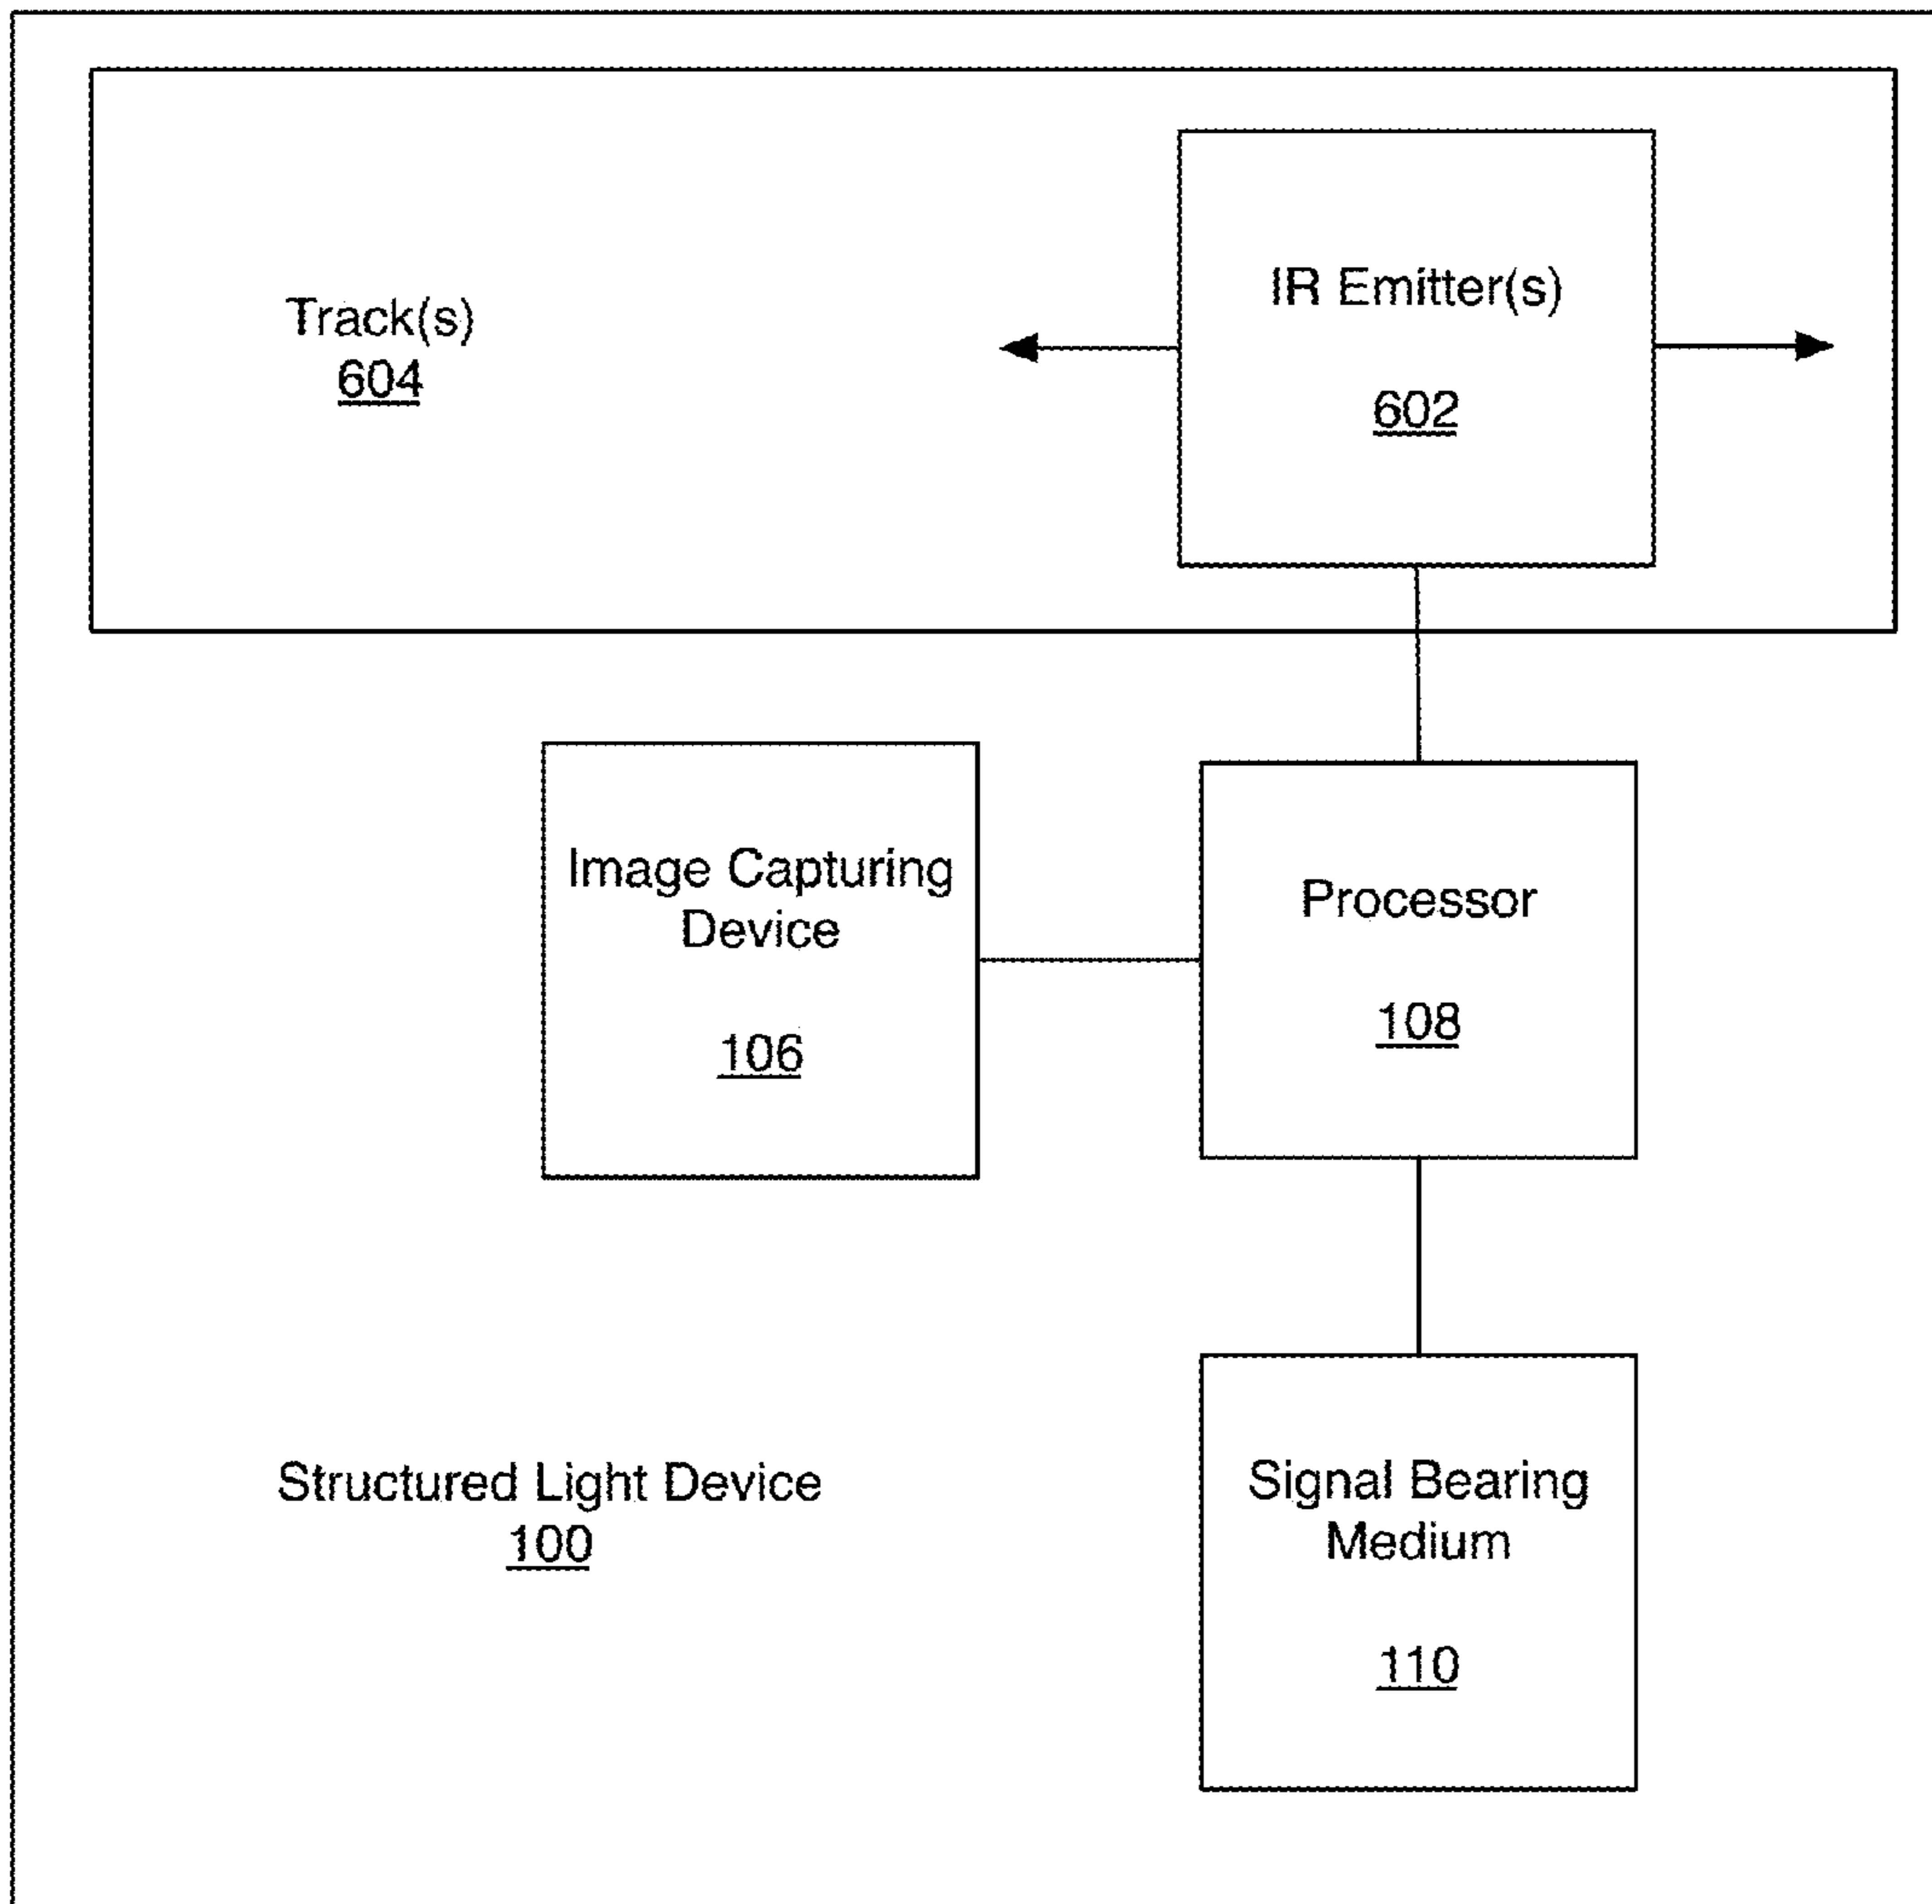 Track(s)
604
IR Emitter(s)
602
Image Capturing
Device
106
Processor
108
Structured Light Device
100
Signal Bearing
Medium
110